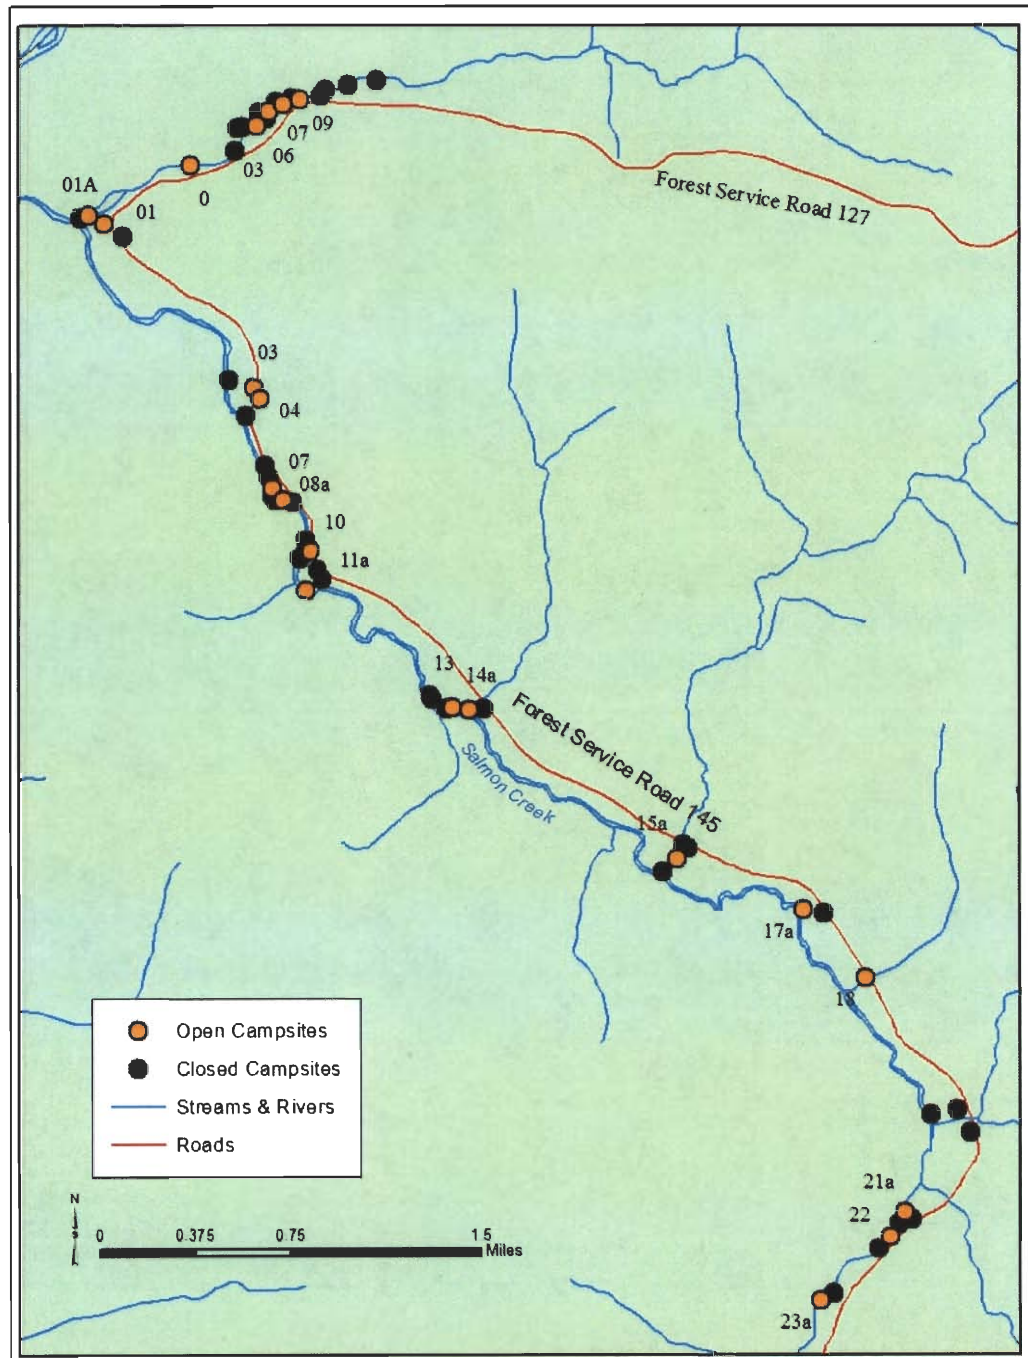 09
07
06
03
01A
0
01
Forest Service Road 127
03
04
07
08a
10
11a
13
14a
Forest Service Road 145
Salmon Creek
15a
17a
18
Open Campsites
Closed Campsites
Streams & Rivers
Roads
21a
22
N
0 0.375 0.75 1 5
Miles
23a